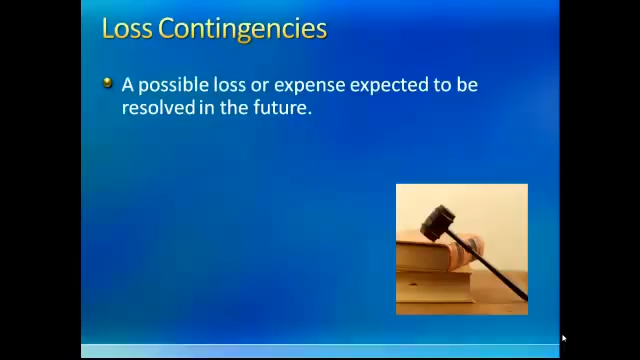 Loss Contingencies
A possible loss or expense expected to be
resolved in the future.